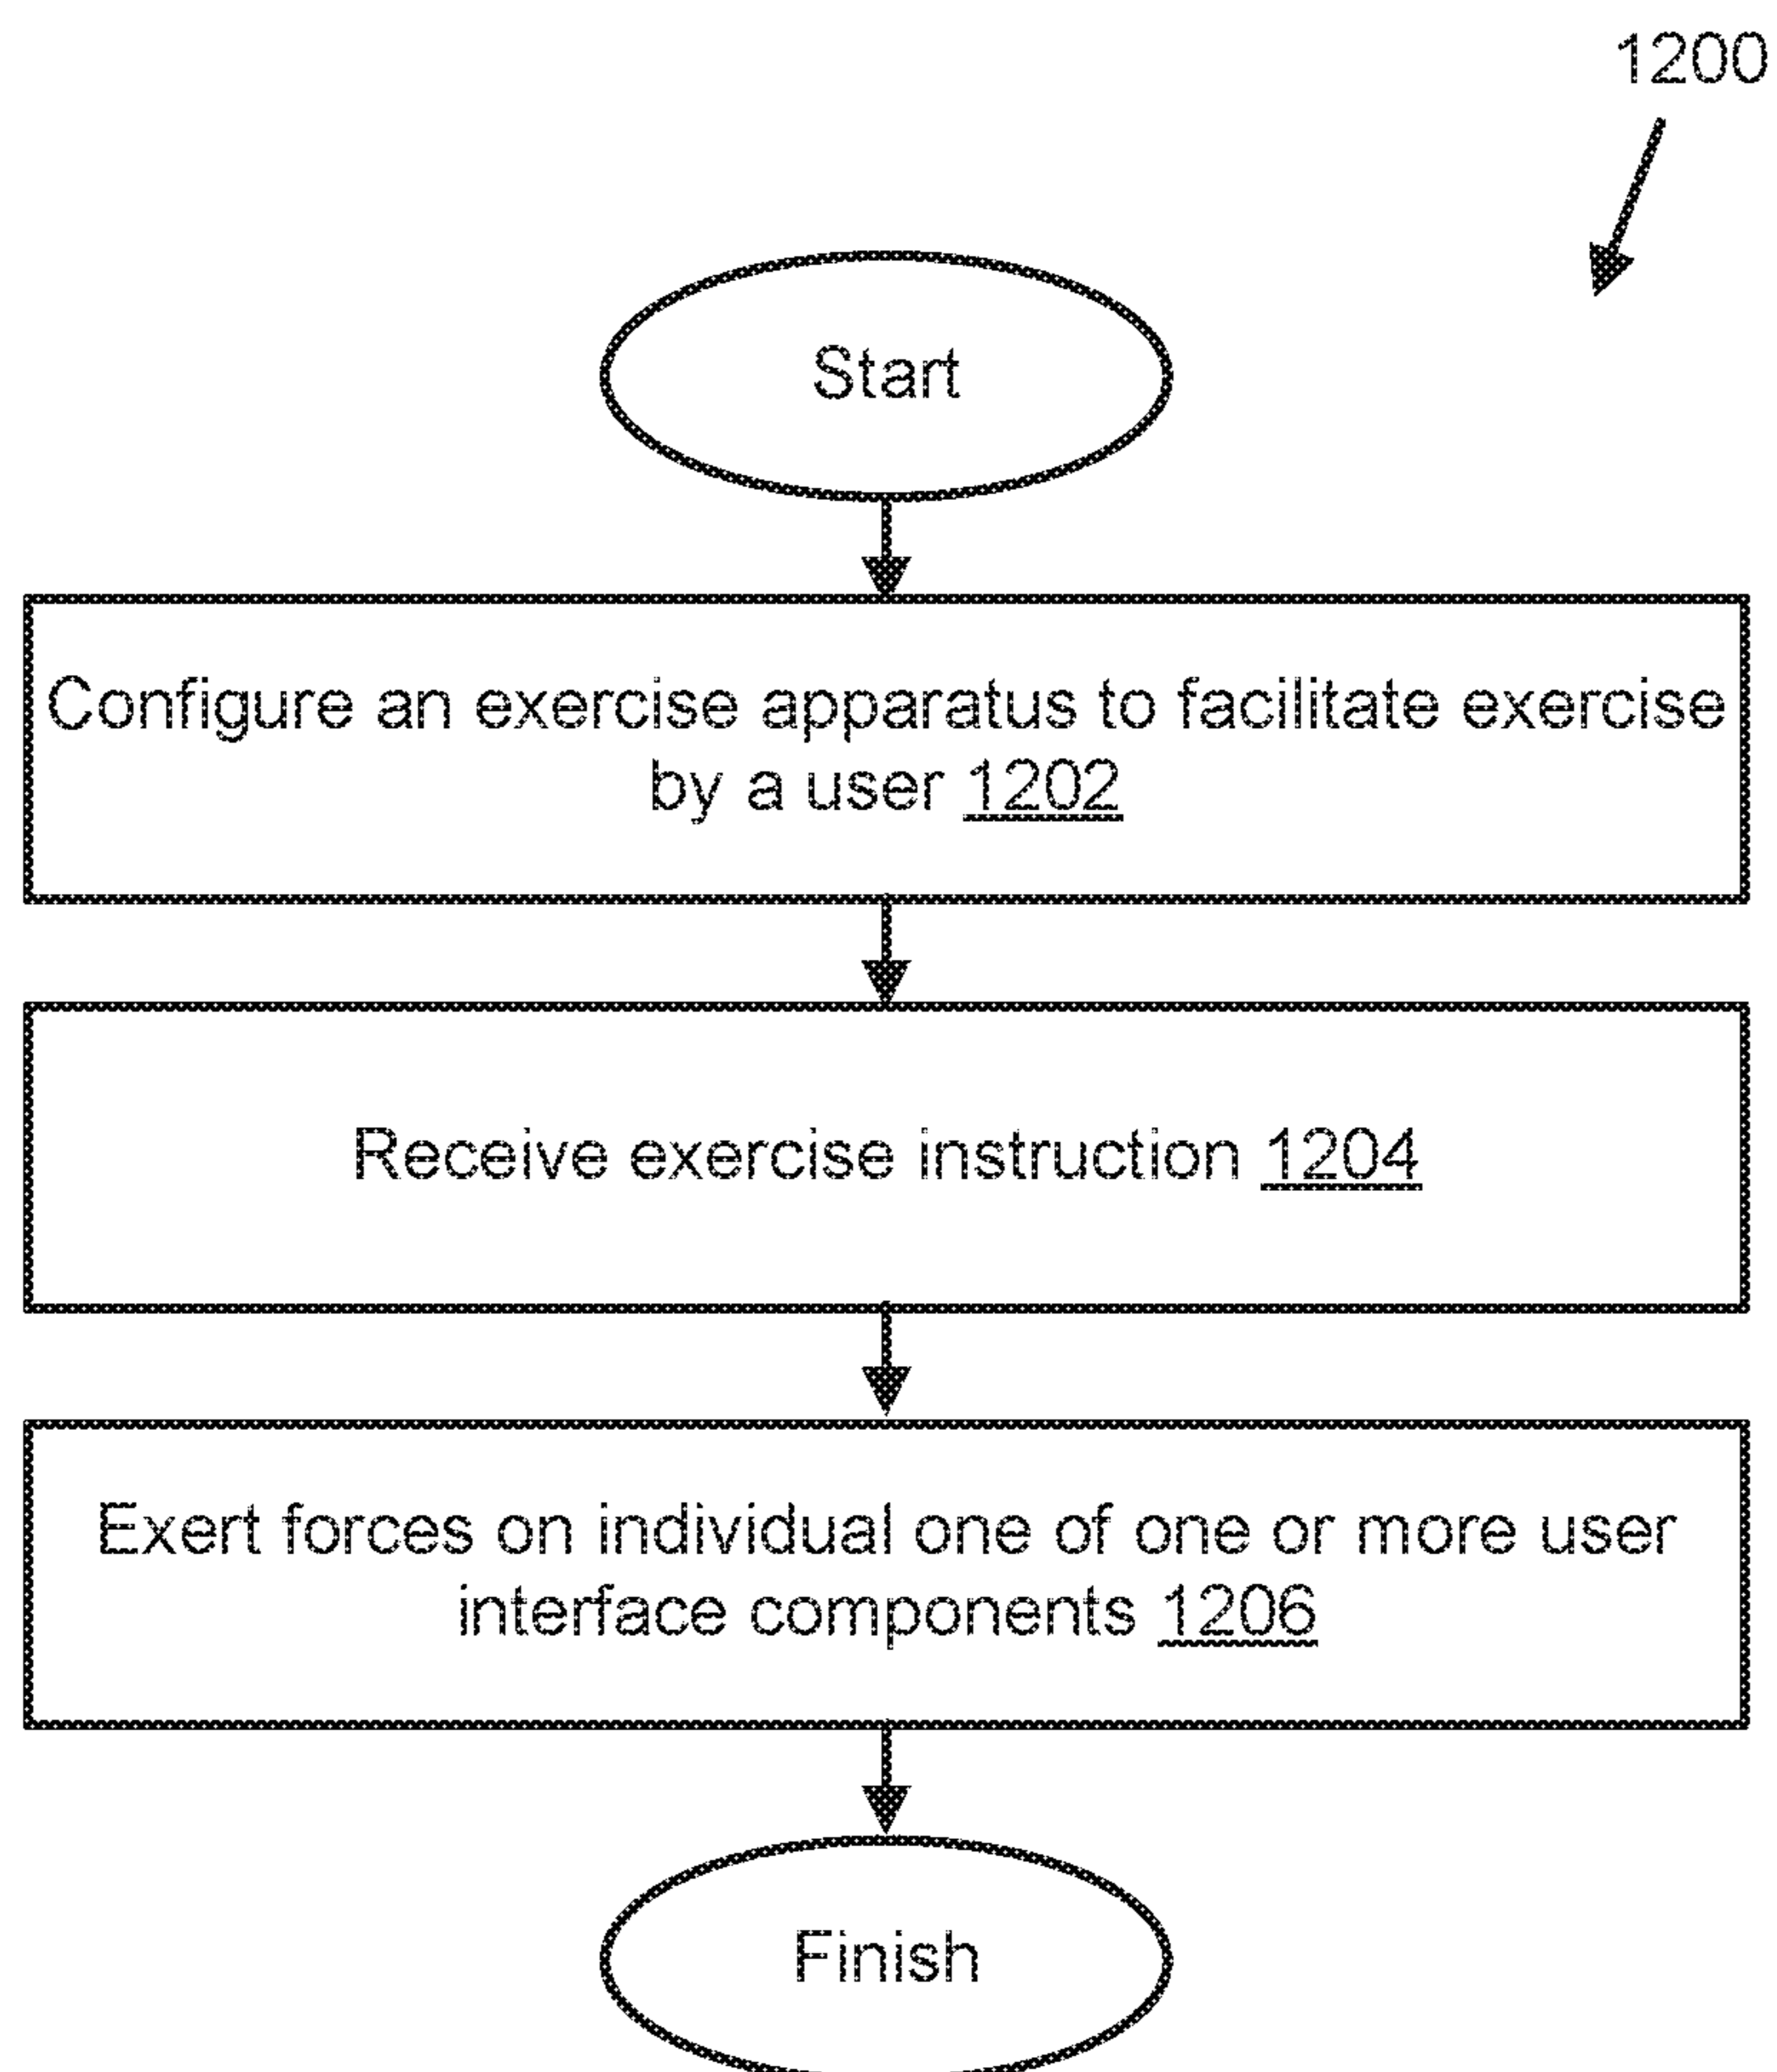 1200
Start
Configure an exercise apparatus to facilitate exercise
by a user 1202
Receive exercise instruction 1204
Exert forces on individual one of one or more user
interface components 1206
Finish